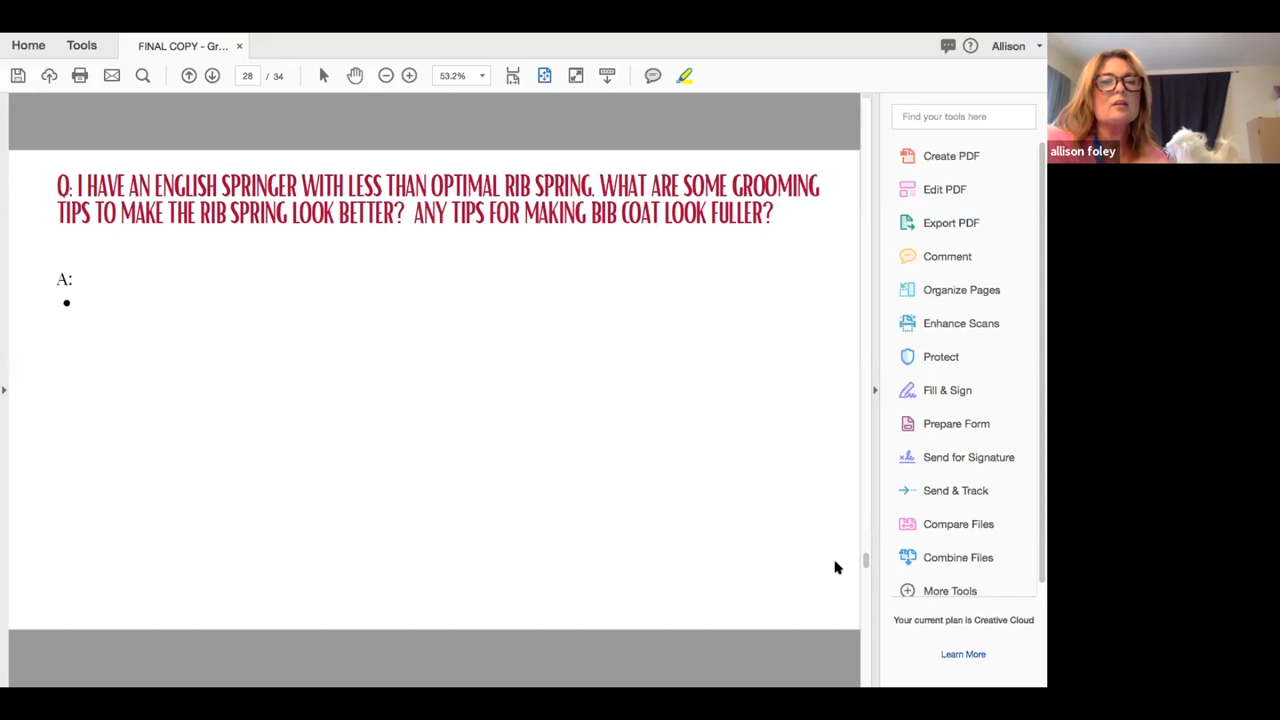 Home
Tools
FINAL COPY - Gr...
×
Allison
28 / 34
53.2%
Q: I HAVE AN ENGLISH SPRINGER WITH LESS THAN OPTIMAL RIB SPRING. WHAT ARE SOME GROOMING
TIPS TO MAKE THE RIB SPRING LOOK BETTER? ANY TIPS FOR MAKING BIB COAT LOOK FULLER?
A:
•
Find your tools here
Create PDF
Edit PDF
Export PDF
Comment
Organize Pages
Enhance Scans
Protect
Fill & Sign
Prepare Form
Send for Signature
Send & Track
Compare Files
Combine Files
More Tools
Your current plan is Creative Cloud
Learn More
allison foley